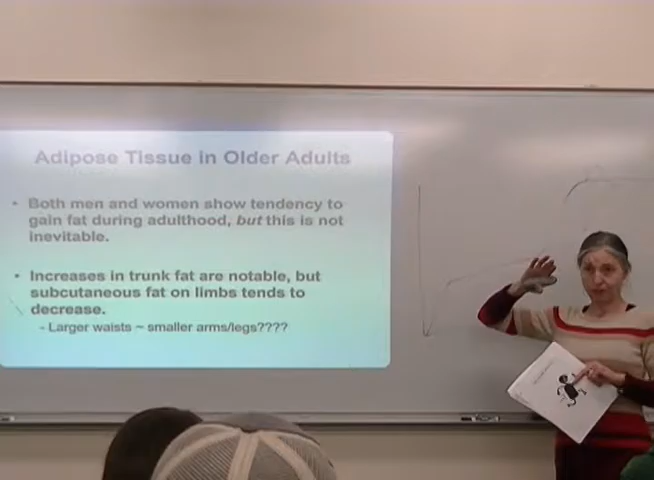 Adipose Tissue in Older Adults
• Both men and women show tendency to
gain fat during adulthood, but this is not
inevitable.
• Increases in trunk fat are notable, but
subcutaneous fat on limbs tends to
decrease.
- Larger waists ~ smaller arms/legs????